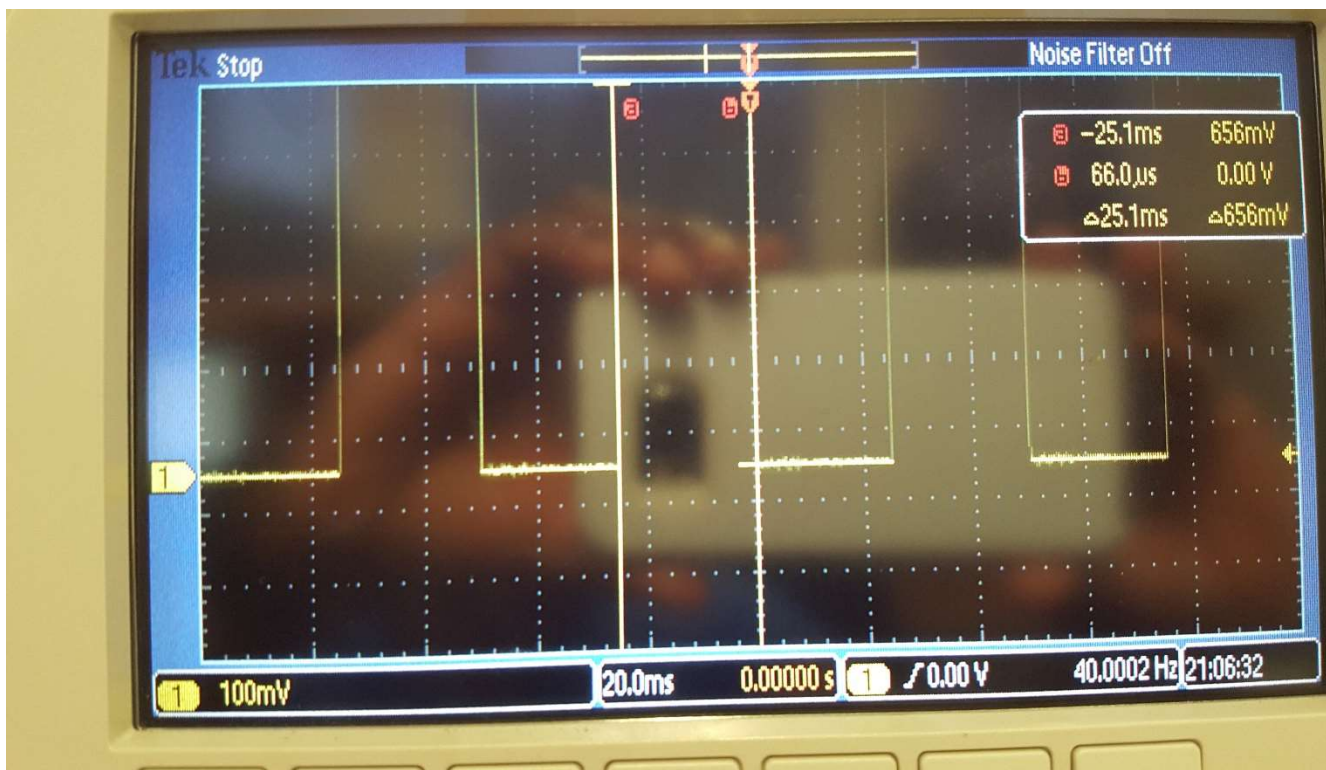 Tek Stop
Noise Filter Off
a b T
a -25.1ms 656mV
b 66.0µs 0.00 V
△25.1ms △656mV
1
1 100mV 20.0ms 0.00000 s 1 0.00 V 40.0002 Hz 21:06:32